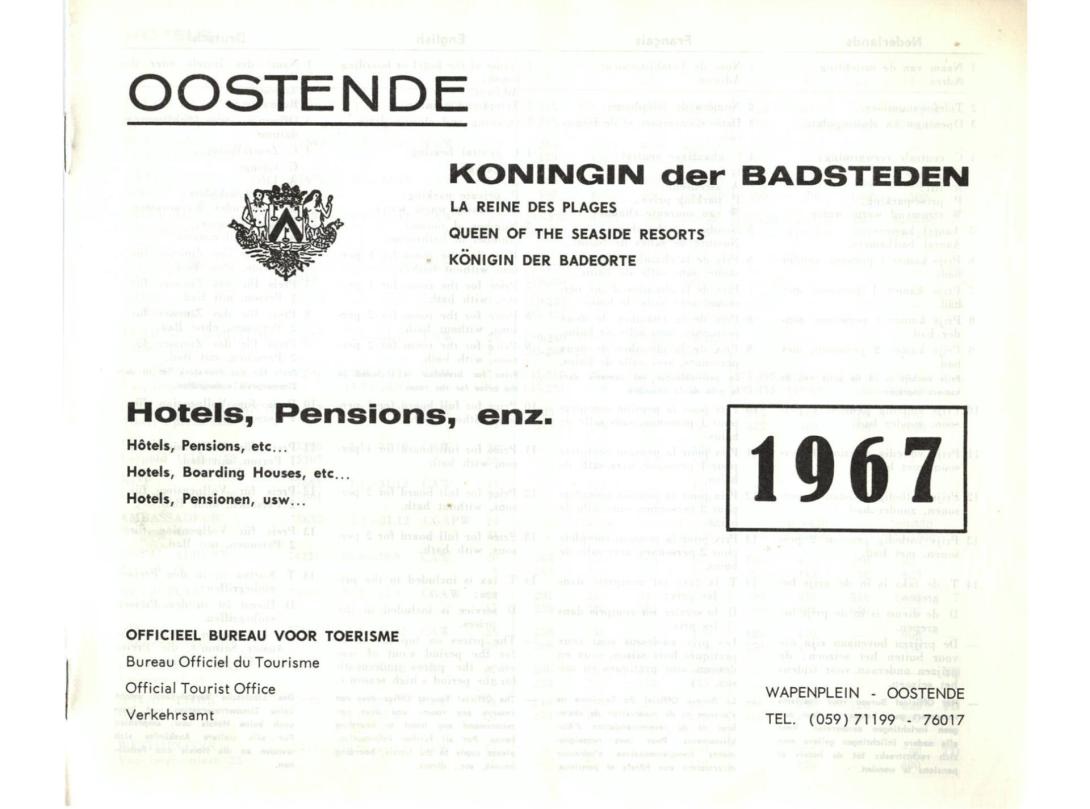 OOSTENDE
KONINGIN der BADSTEDEN
LA REINE DES PLAGES
QUEEN OF THE SEASIDE RESORTS
KÖNIGIN DER BADEORTE
Hotels, Pensions, enz.
Hôtels, Pensions, etc...
Hotels, Boarding Houses, etc...
Hotels, Pensionen, usw...
1967
OFFICIEEL BUREAU VOOR TOERISME
Bureau Officiel du Tourisme
Official Tourist Office
Verkehrsamt
WAPENPLEIN - OOSTENDE
TEL. (059) 71199 - 76017